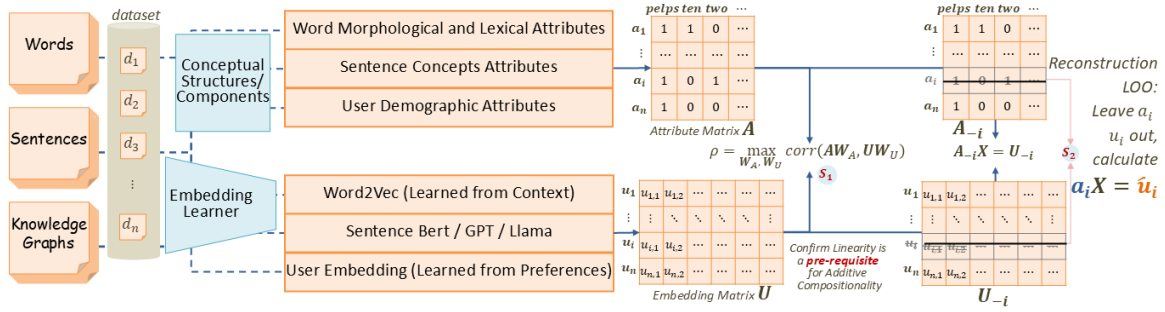 Words
Sentences
Knowledge
Graphs
dataset
d1
d2
d3
⋮
dn
Conceptual
Structures/
Components
Embedding
Learner
Word Morphological and Lexical Attributes
Sentence Concepts Attributes
User Demographic Attributes
Word2Vec (Learned from Context)
Sentence Bert / GPT / Llama
User Embedding (Learned from Preferences)
pelps ten two ...
a1 1 1 0 ...
⋮ ... ... ... ...
ai 1 0 1 ...
an 1 0 0 ...
Attribute Matrix A
ρ = max corr(AWA, UWU)
WA, WU
S1
u1 u1,1 u1,2 ... ... ...
⋮ ⋮ ⋱ ⋱ ⋱ ⋮
ui ui,1 ui,2 ... ... ...
un un,1 un,2 ... ... ...
Embedding Matrix U
Confirm Linearity is
a pre-requisite
for Additive
Compositionality
pelps ten two ...
a1 1 1 0 ...
⋮ ... ... ... ...
ai 1 0 1 ...
an 1 0 0 ...
A−i
A−iX = U−i
S2
u1 u1,1 u1,2 ... ... ...
⋮ ⋮ ⋱ ⋱ ⋱ ⋮
ui ui,1 ui,2 ... ... ...
un un,1 un,2 ... ... ...
U−i
Reconstruction
LOO:
Leave ai
ui out,
calculate
aiX = úi